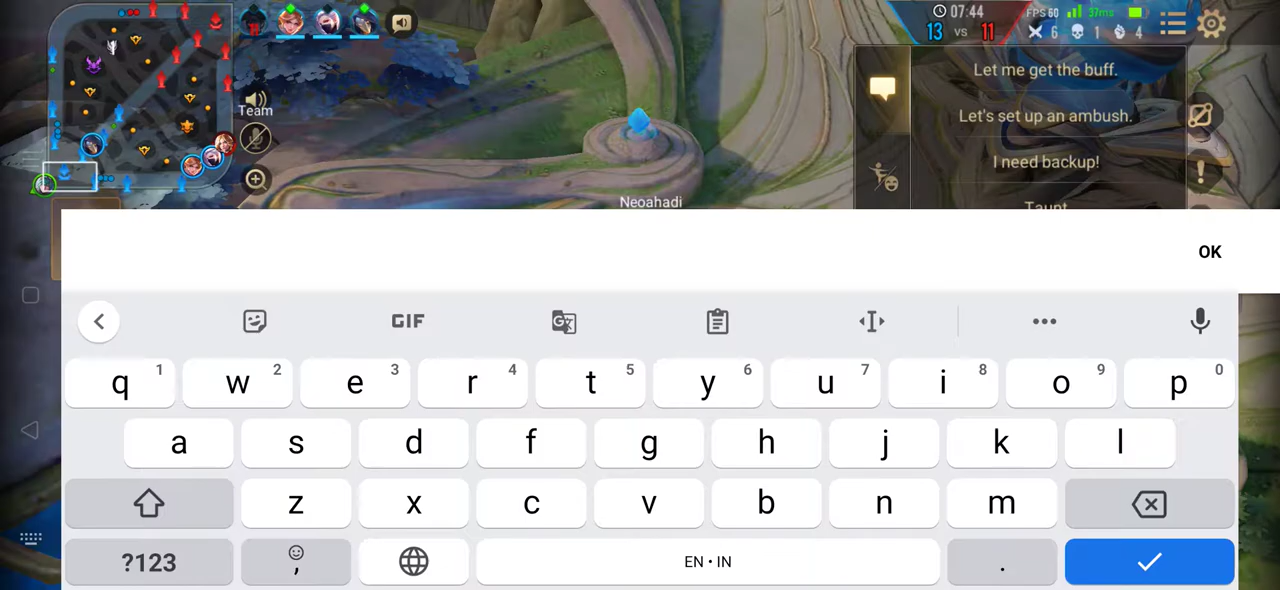 07:44
FPS 60
37ms
13 VS 11
6
1
4
Team
Let me get the buff.
Let's set up an ambush.
I need backup!
Taunt
Neoahadi
OK
GIF
q 1 w 2 e 3 r 4 t 5 y 6 u 7 i 8 o 9 p 0
a s d f g h j k l
z x c v b n m
?123 , EN • IN .